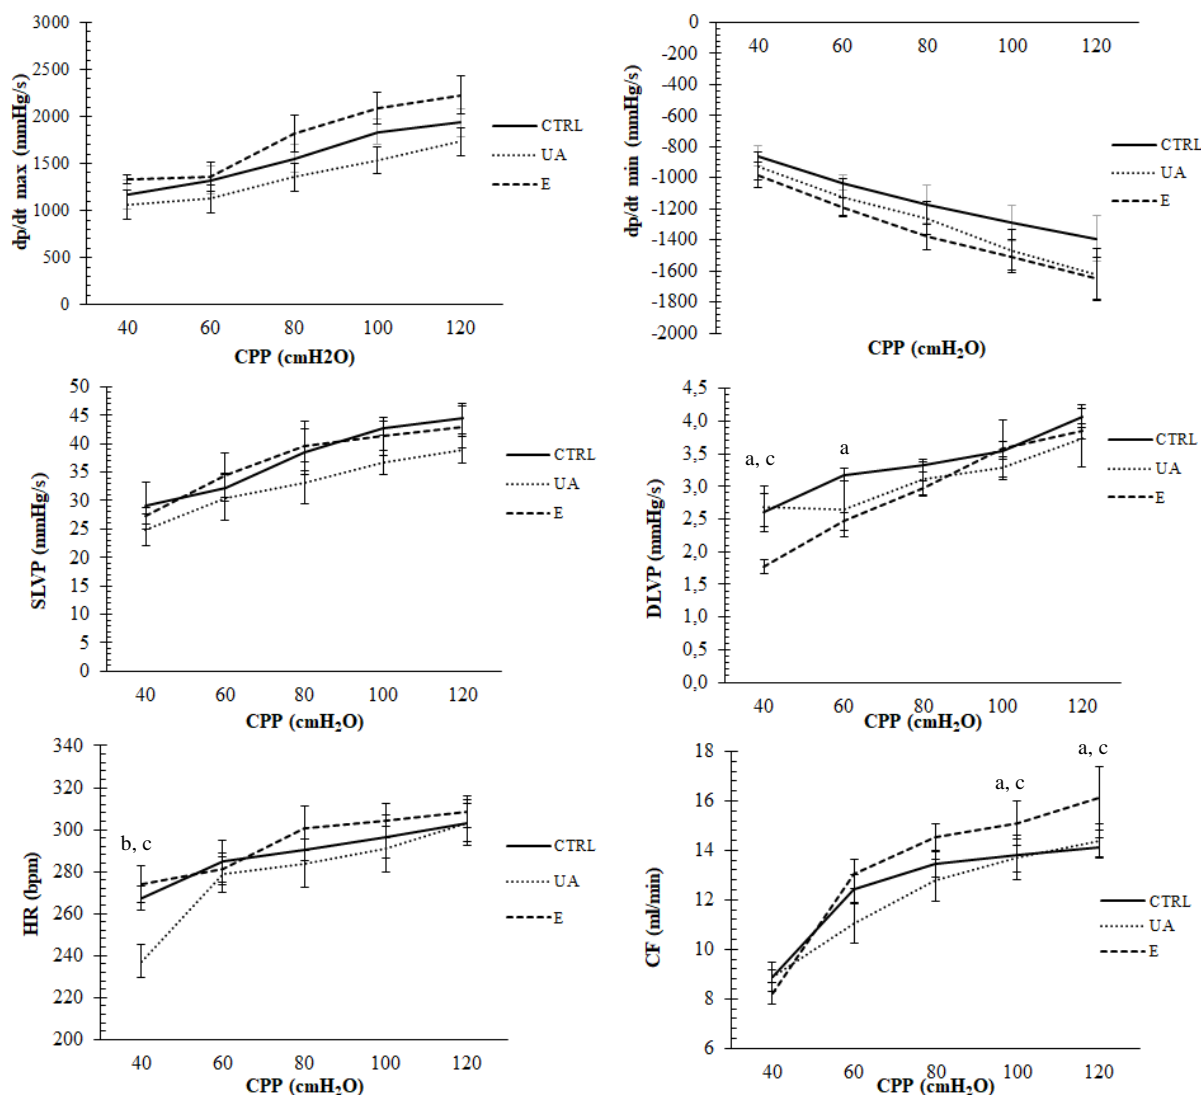 3000
2500
2000
1500
1000
500
0
dp/dt max (mmHg/s)
40 60 80 100 120
CPP (cmH2O)
CTRL
UA
E
0
-200
-400
-600
-800
-1000
-1200
-1400
-1600
-1800
-2000
dp/dt min (mmHg/s)
40 60 80 100 120
CPP (cmH₂O)
CTRL
UA
E
50
45
40
35
30
25
20
15
10
5
0
SLVP (mmHg/s)
40 60 80 100 120
CPP (cmH₂O)
CTRL
UA
E
4,5
4,0
3,5
3,0
2,5
2,0
1,5
1,0
0,5
0,0
DLVP (mmHg/s)
a, c
a
40 60 80 100 120
CPP (cmH₂O)
CTRL
UA
E
340
320
300
280
260
240
220
200
HR (bpm)
b, c
40 60 80 100 120
CPP (cmH₂O)
CTRL
UA
E
18
16
14
12
10
8
6
CF (ml/min)
a, c
a, c
40 60 80 100 120
CPP (cmH₂O)
CTRL
UA
E